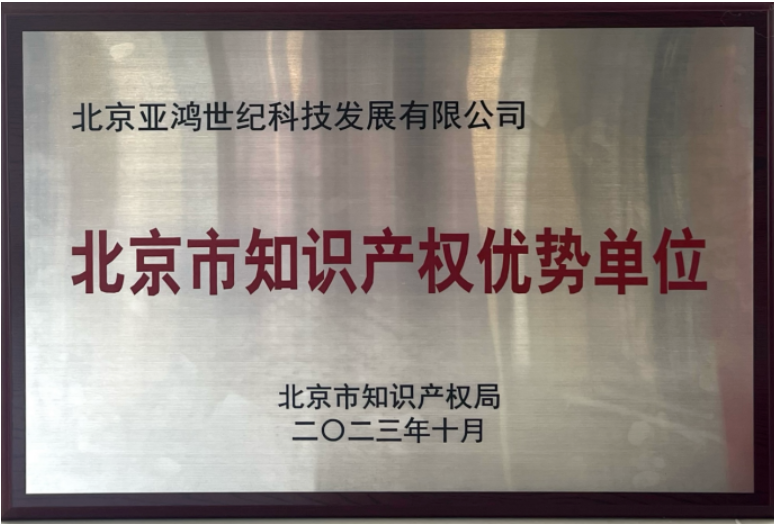 北京亚鸿世纪科技发展有限公司
北京市知识产权优势单位
北京市知识产权局
二〇二三年十月